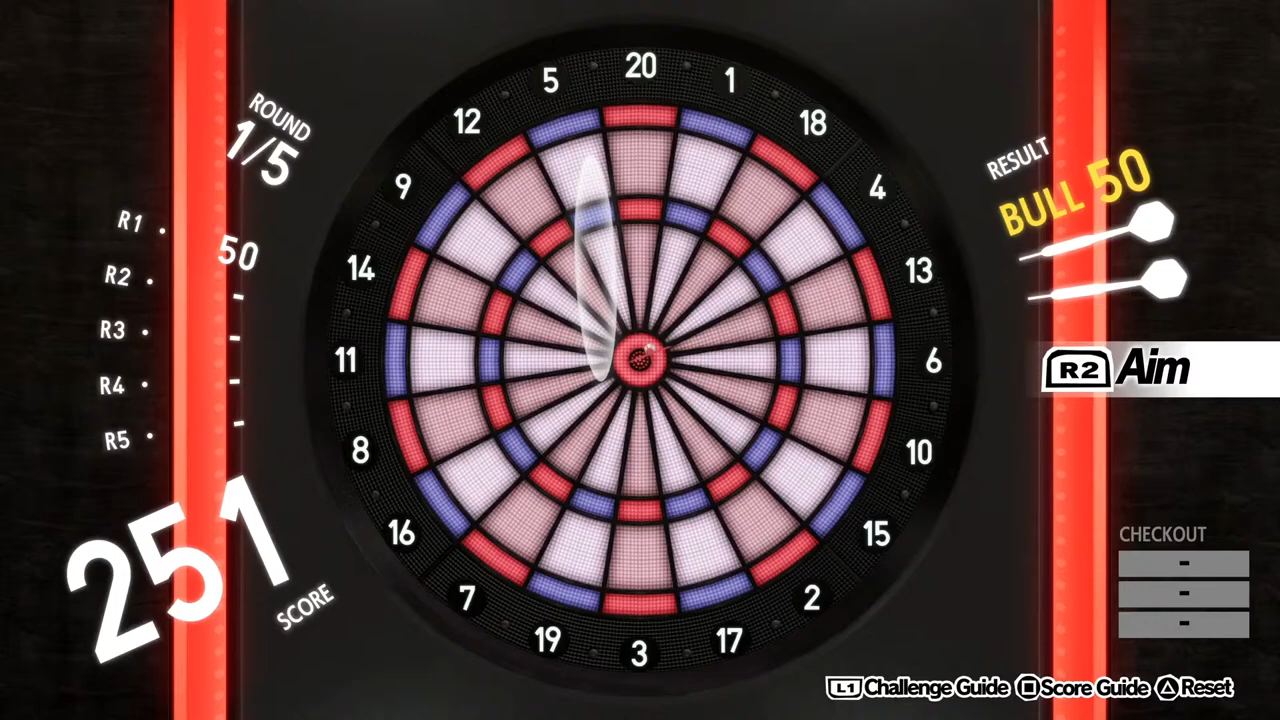 ROUND
1/5
R1
50
R2
-
R3
-
R4
-
R5
-
251
SCORE
20
1
18
4
13
6
10
15
2
17
3
19
7
16
8
11
14
9
12
5
RESULT
BULL 50
R2 Aim
CHECKOUT
-
-
-
L1 Challenge Guide Score Guide Reset